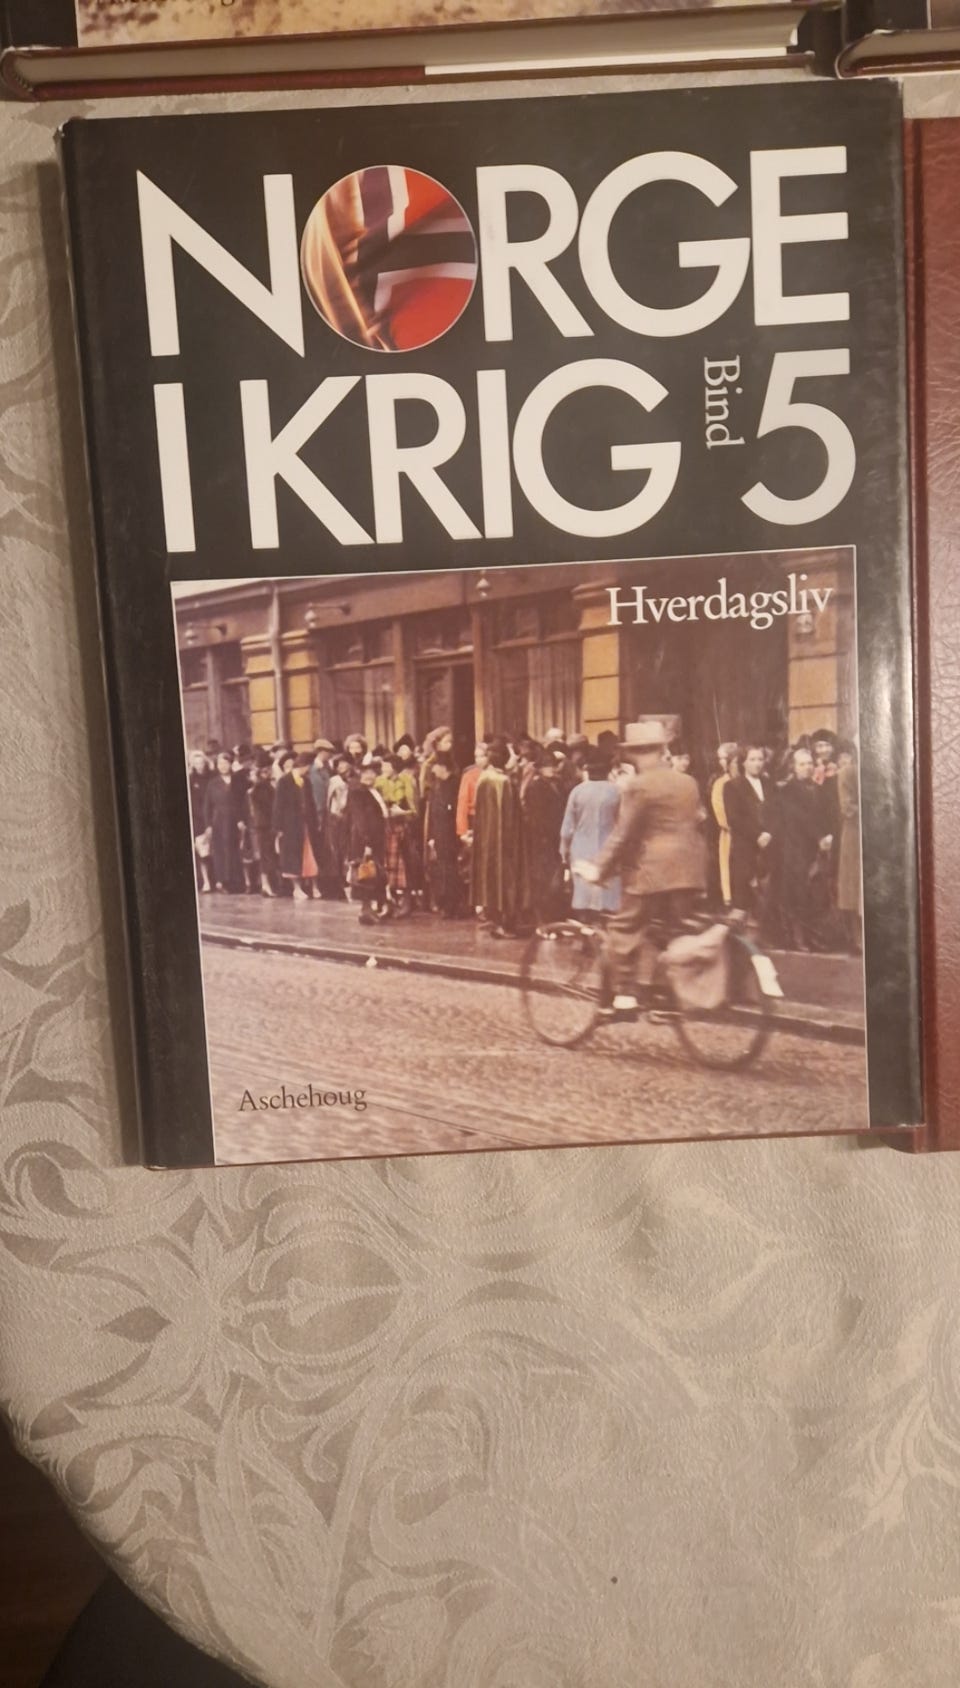 NORGE
I KRIG Bind 5
Hverdagsliv
Aschehoug